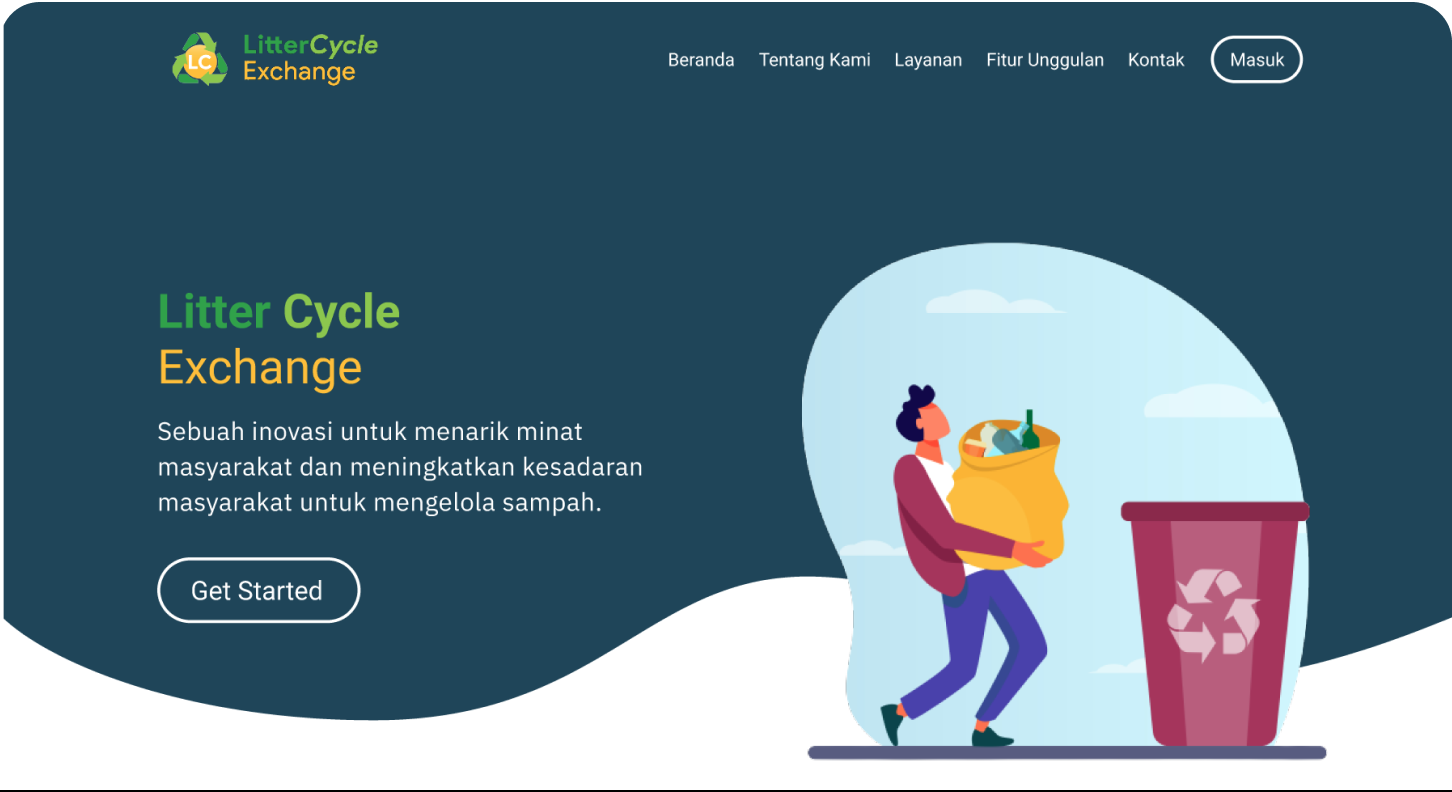 LC
LitterCycle
Exchange
Beranda Tentang Kami Layanan Fitur Unggulan Kontak Masuk
Litter Cycle
Exchange
Sebuah inovasi untuk menarik minat
masyarakat dan meningkatkan kesadaran
masyarakat untuk mengelola sampah.
Get Started